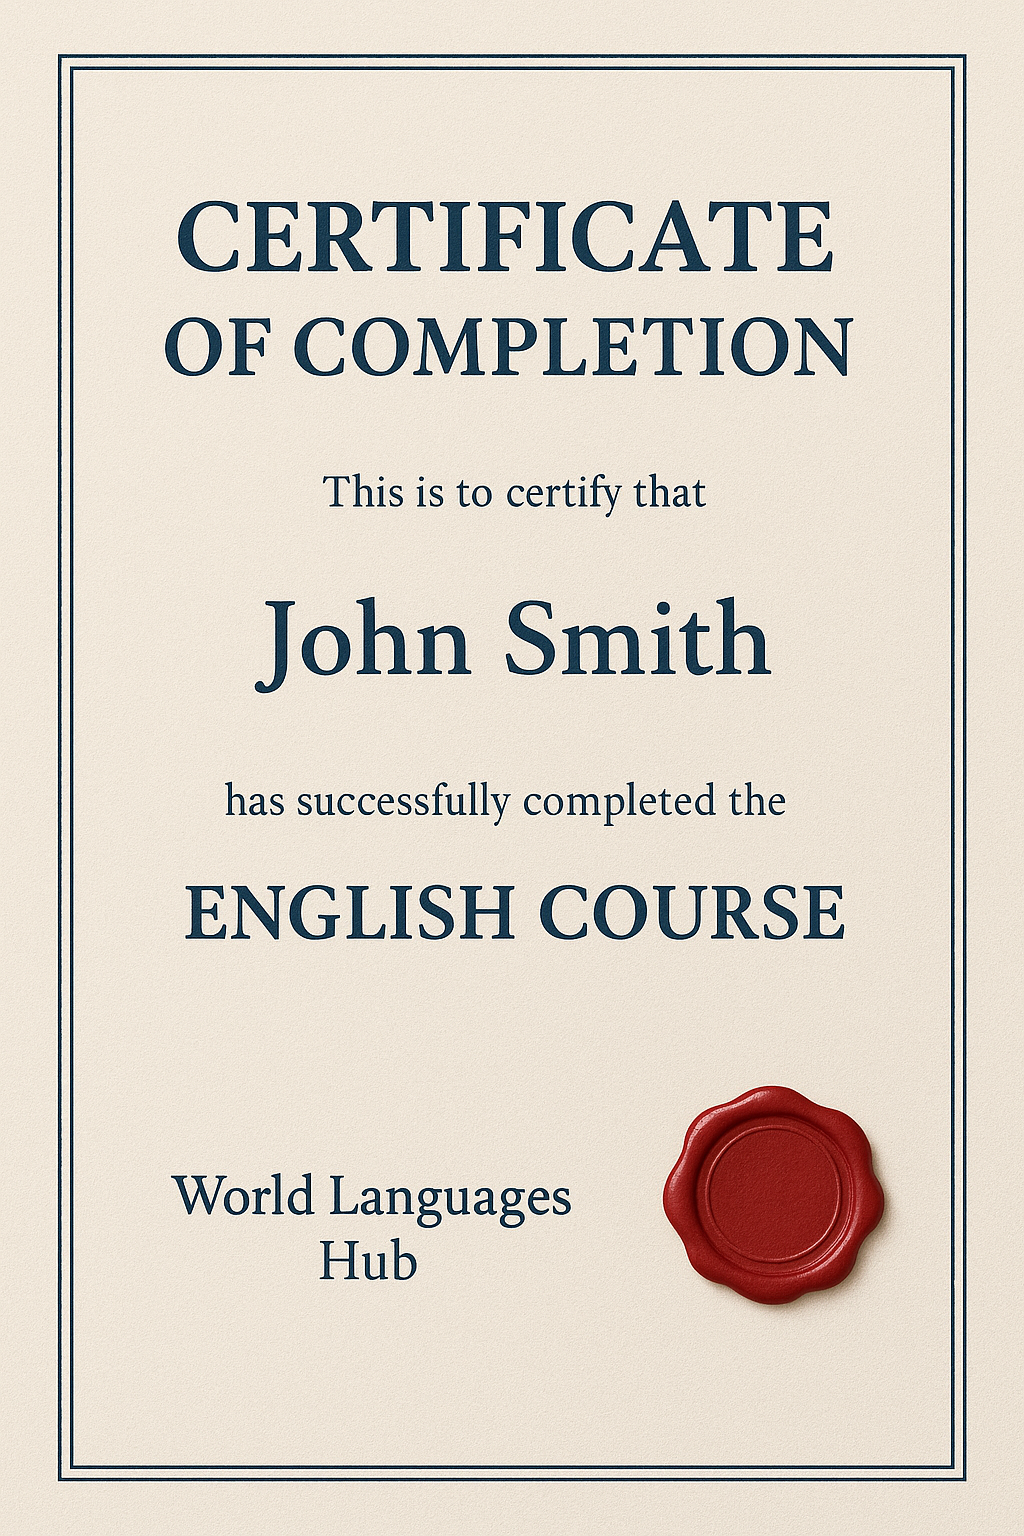 CERTIFICATE
OF COMPLETION
This is to certify that
John Smith
has successfully completed the
ENGLISH COURSE
World Languages
Hub